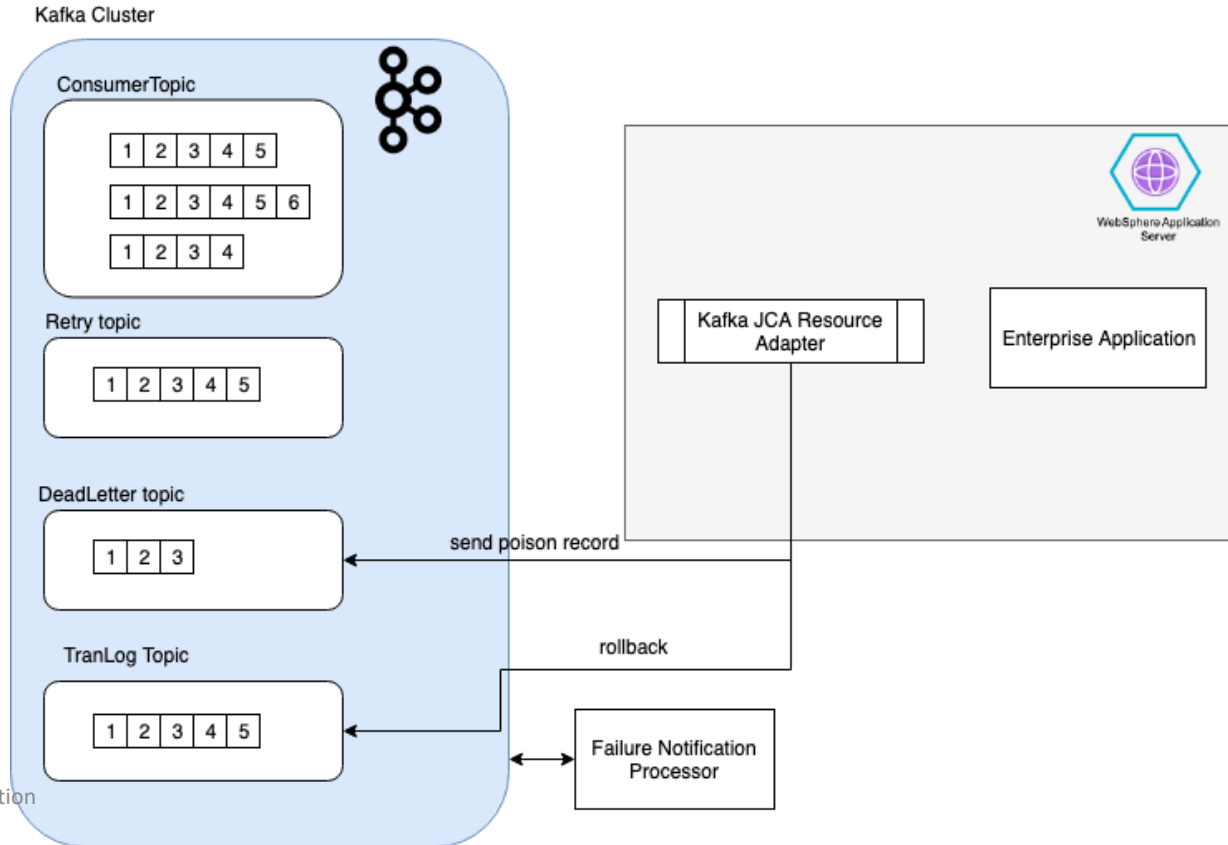 Kafka Cluster
ConsumerTopic
1 2 3 4 5
1 2 3 4 5 6
1 2 3 4
Retry topic
1 2 3 4 5
DeadLetter topic
1 2 3
TranLog Topic
1 2 3 4 5
WebSphere Application
Server
Kafka JCA Resource
Adapter
Enterprise Application
send poison record
rollback
Failure Notification
Processor
tion